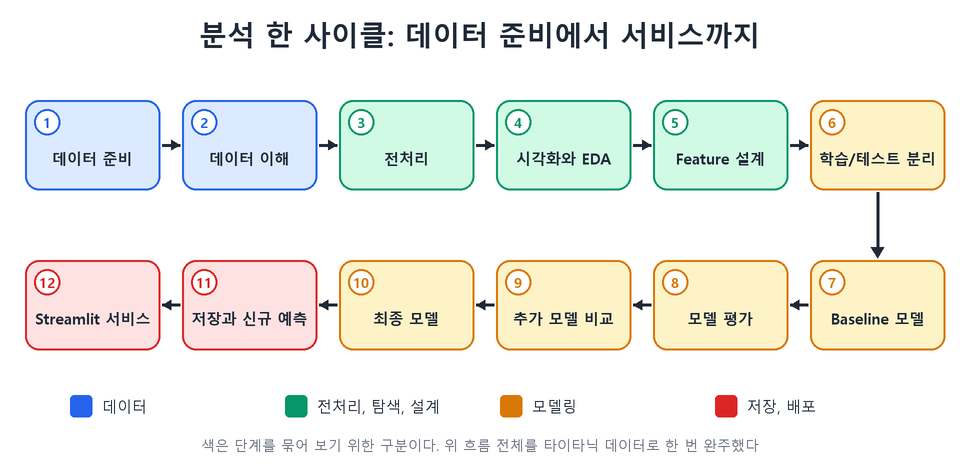 분석 한 사이클: 데이터 준비에서 서비스까지
1
데이터 준비
2
데이터 이해
3
전처리
4
시각화와 EDA
5
Feature 설계
6
학습/테스트 분리
7
Baseline 모델
8
모델 평가
9
추가 모델 비교
10
최종 모델
11
저장과 신규 예측
12
Streamlit 서비스
데이터
전처리, 탐색, 설계
모델링
저장, 배포
색은 단계를 묶어 보기 위한 구분이다. 위 흐름 전체를 타이타닉 데이터로 한 번 완주했다